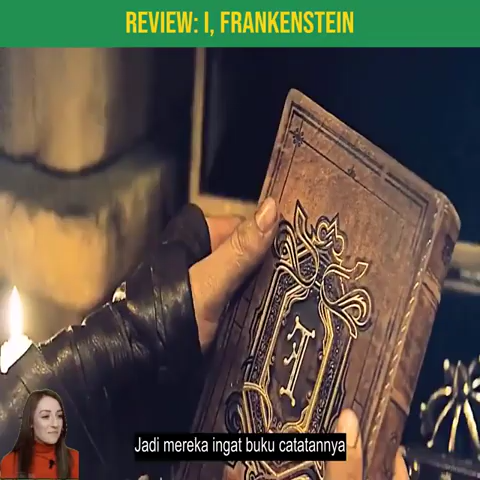 REVIEW: I, FRANKENSTEIN
Jadi mereka ingat buku catatannya